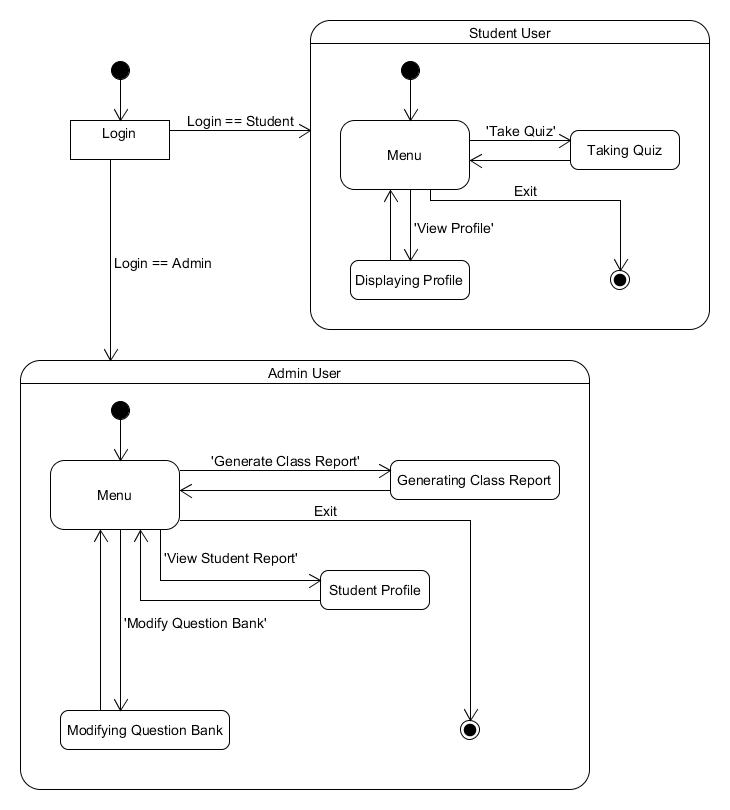 Student User
Login
Login == Student
Menu
'Take Quiz'
Taking Quiz
Exit
'View Profile'
Displaying Profile
Login == Admin
Admin User
Menu
'Generate Class Report'
Generating Class Report
Exit
'View Student Report'
Student Profile
'Modify Question Bank'
Modifying Question Bank